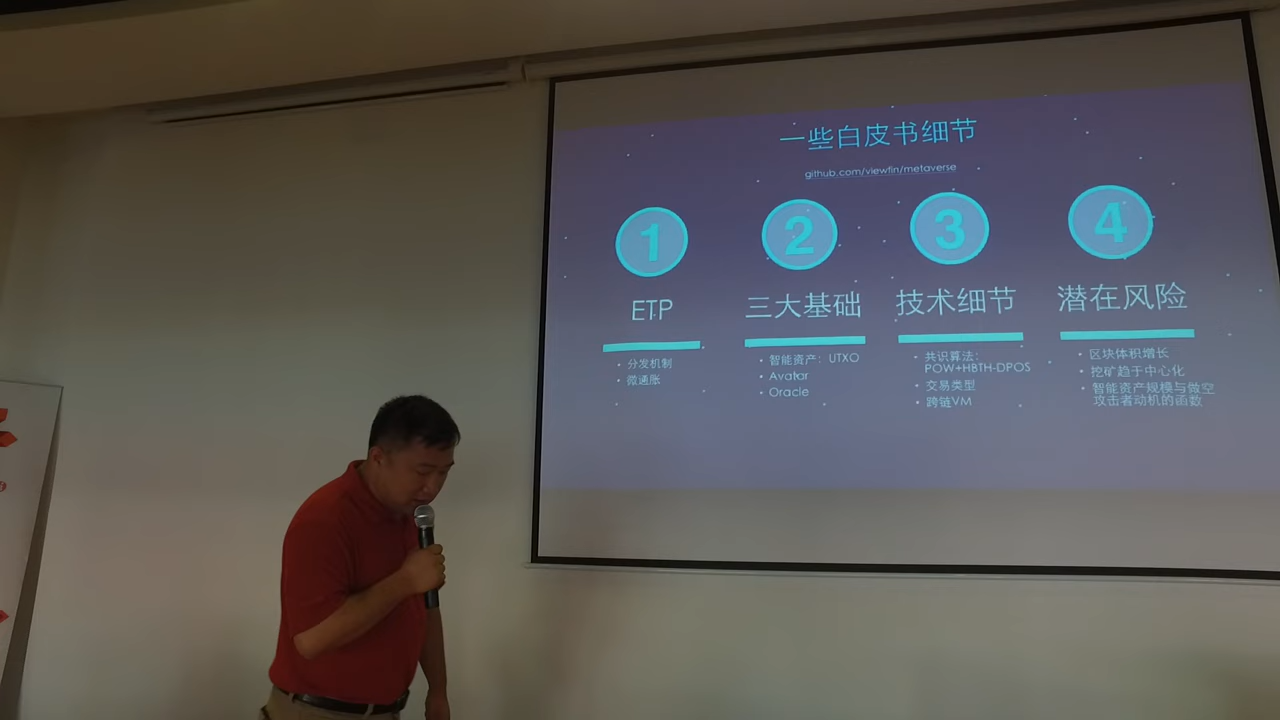 一些白皮书细节
github.com/viewfin/metaverse
1
2
3
4
ETP
三大基础
技术细节
潜在风险
• 分发机制
• 微通胀
• 智能资产：UTXO
• Avatar
• Oracle
• 共识算法：
POW+HBTH-DPOS
• 交易类型
• 跨链VM
• 区块体积增长
• 挖矿趋于中心化
• 智能资产规模与做空
攻击者动机的函数